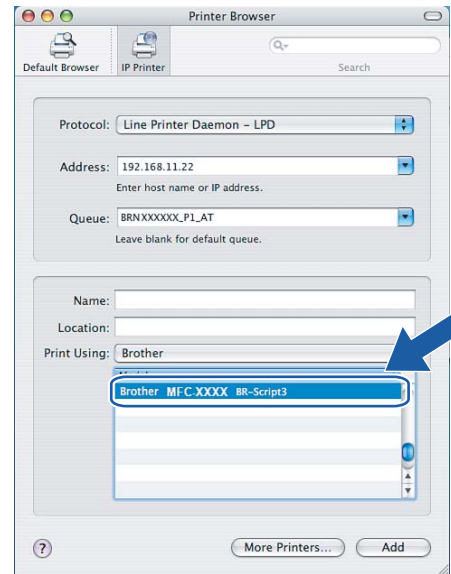 Printer Browser
Default Browser
IP Printer
Search
Protocol: Line Printer Daemon – LPD
Address: 192.168.11.22
Enter host name or IP address.
Queue: BRNXXXXXX_P1_AT
Leave blank for default queue.
Name:
Location:
Print Using: Brother
Brother MFC-XXXX BR-Script3
? More Printers... Add